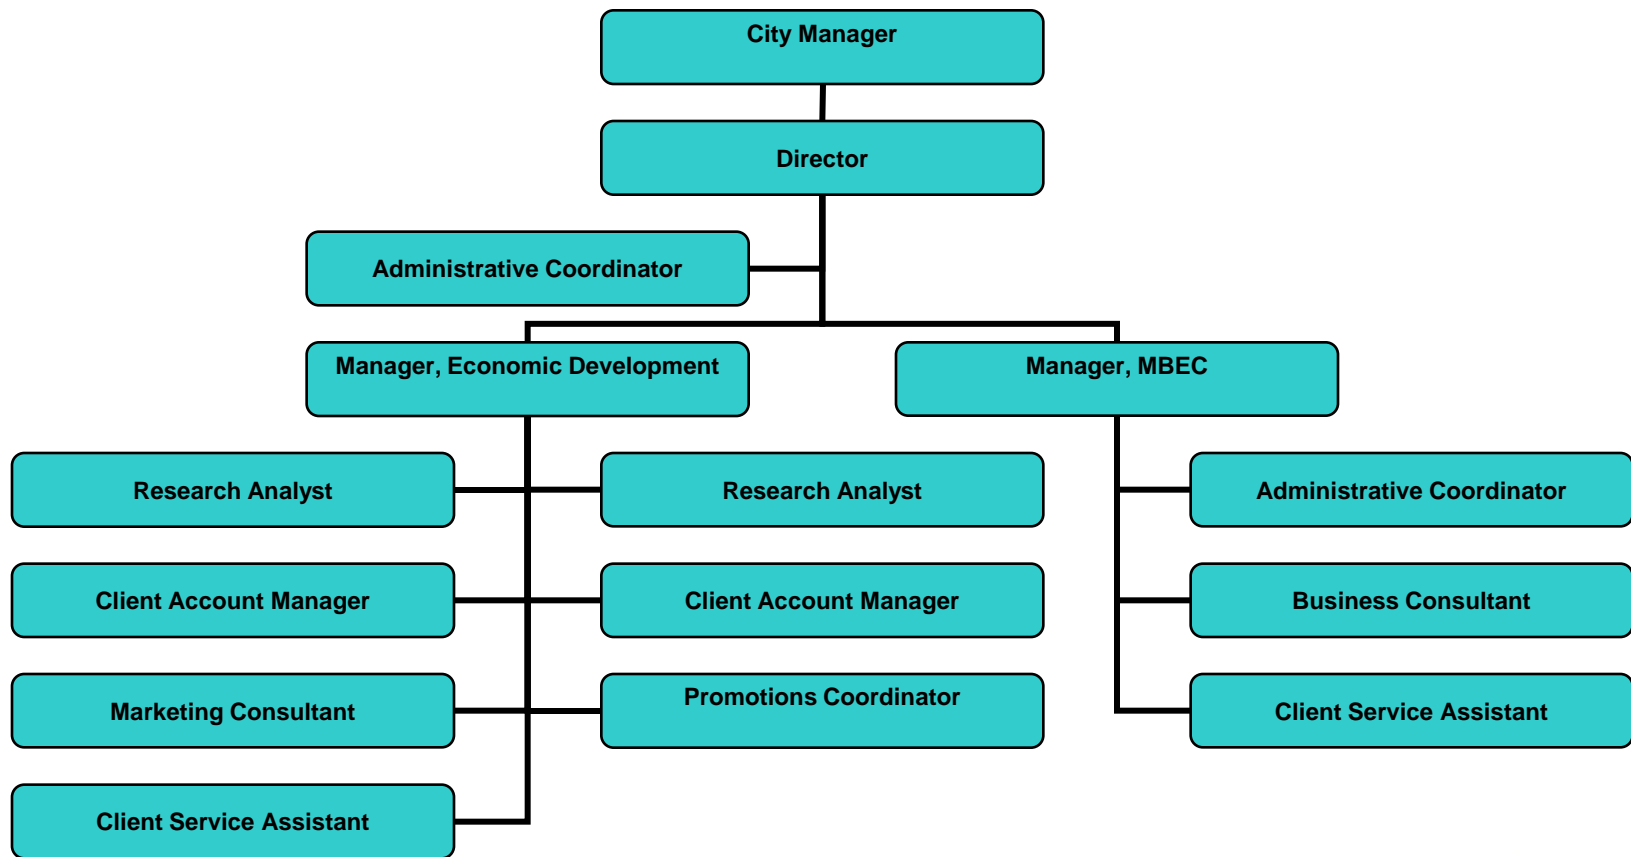 City Manager
Director
Administrative Coordinator
Manager, Economic Development
Manager, MBEC
Research Analyst
Research Analyst
Administrative Coordinator
Client Account Manager
Client Account Manager
Business Consultant
Marketing Consultant
Promotions Coordinator
Client Service Assistant
Client Service Assistant